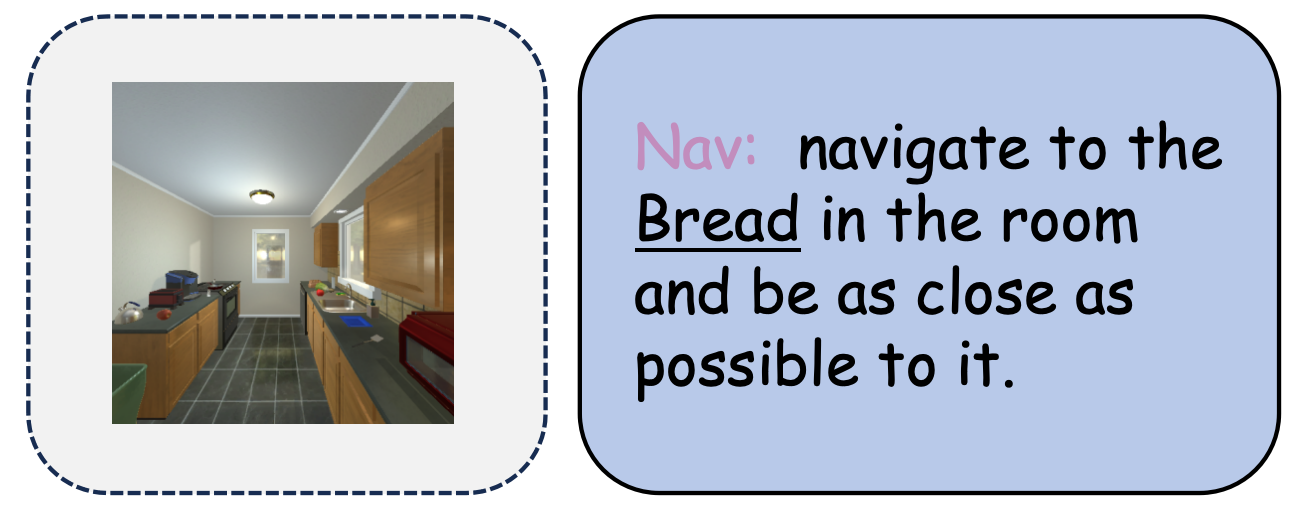 Nav: navigate to the
Bread in the room
and be as close as
possible to it.